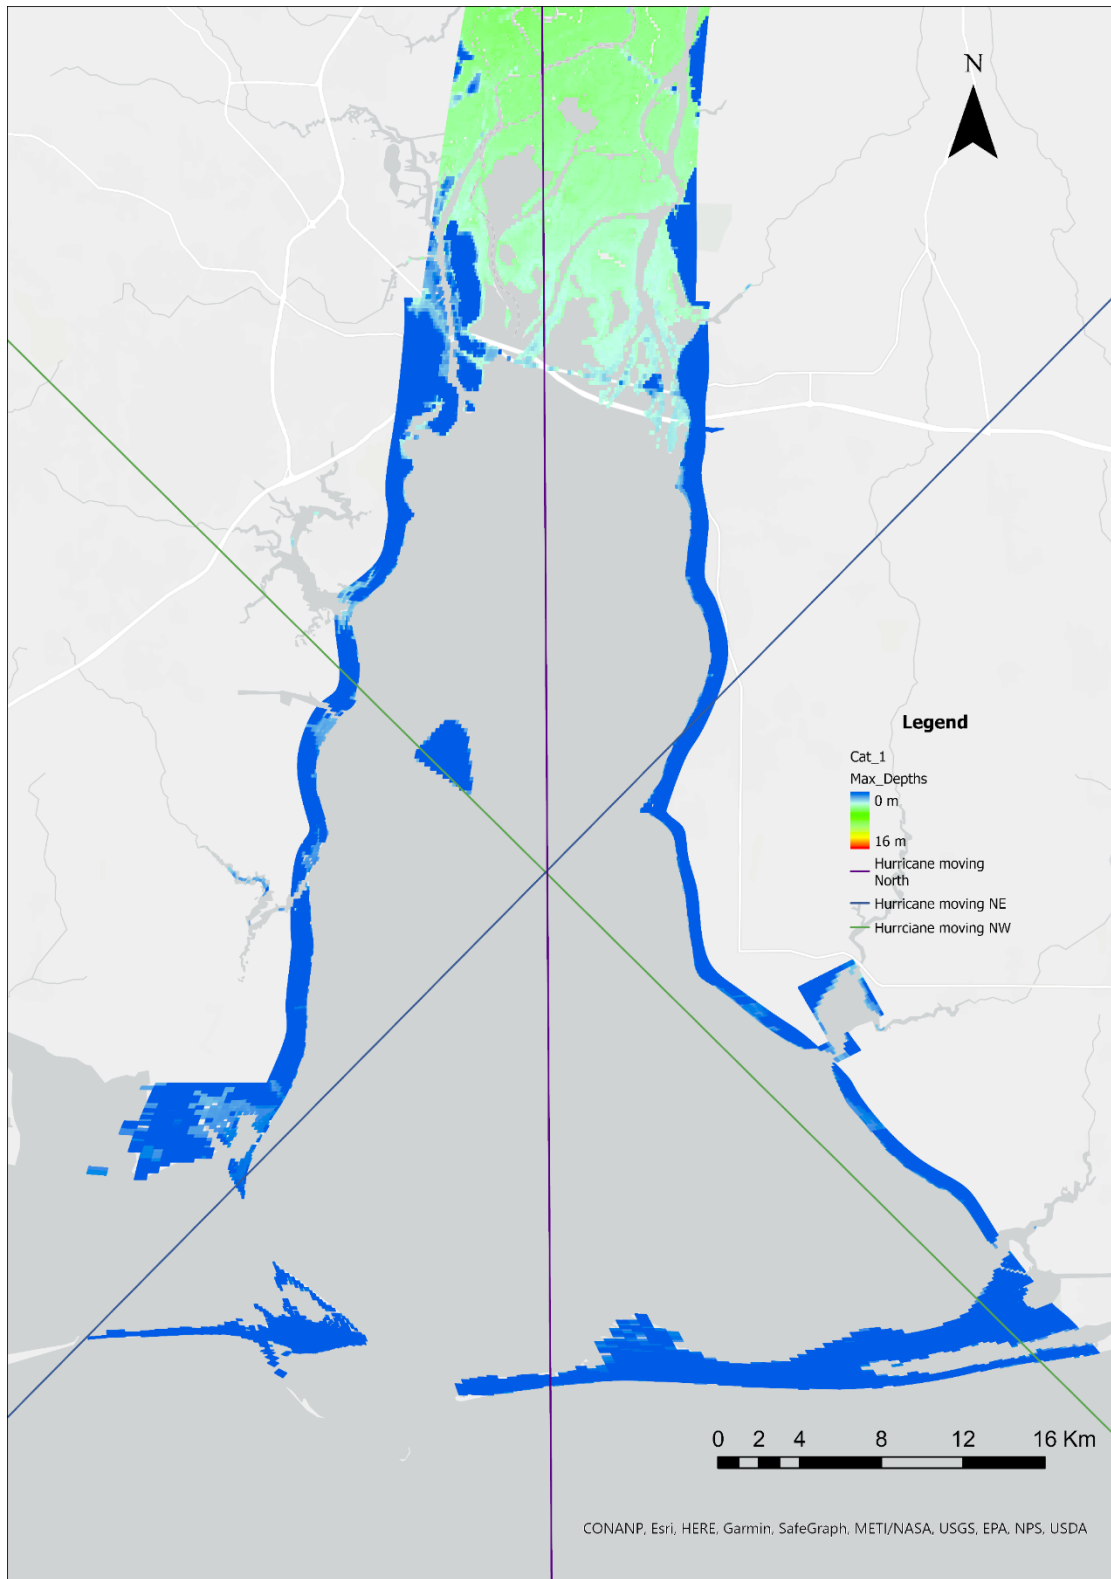 N
Legend
Cat_1
Max_Depths
0 m
16 m
Hurricane moving
North
Hurricane moving NE
Hurrciane moving NW
0 2 4 8 12 16 Km
CONANP, Esri, HERE, Garmin, SafeGraph, METI/NASA, USGS, EPA, NPS, USDA